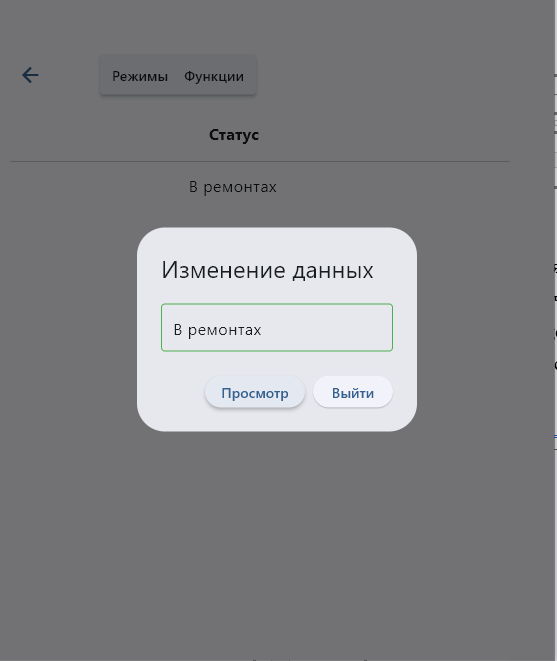 Режимы Функции
Статус
В ремонтах
Изменение данных
В ремонтах
Просмотр Выйти